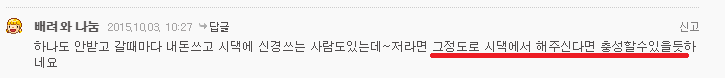 배려와 나눔 2015.10.03. 10:27 답글 신고
하나도 안받고 갈때마다 내돈쓰고 시댁에 신경쓰는 사람도있는데~저라면 그정도로 시댁에서 해주신다면 충성할수있을듯하
네요